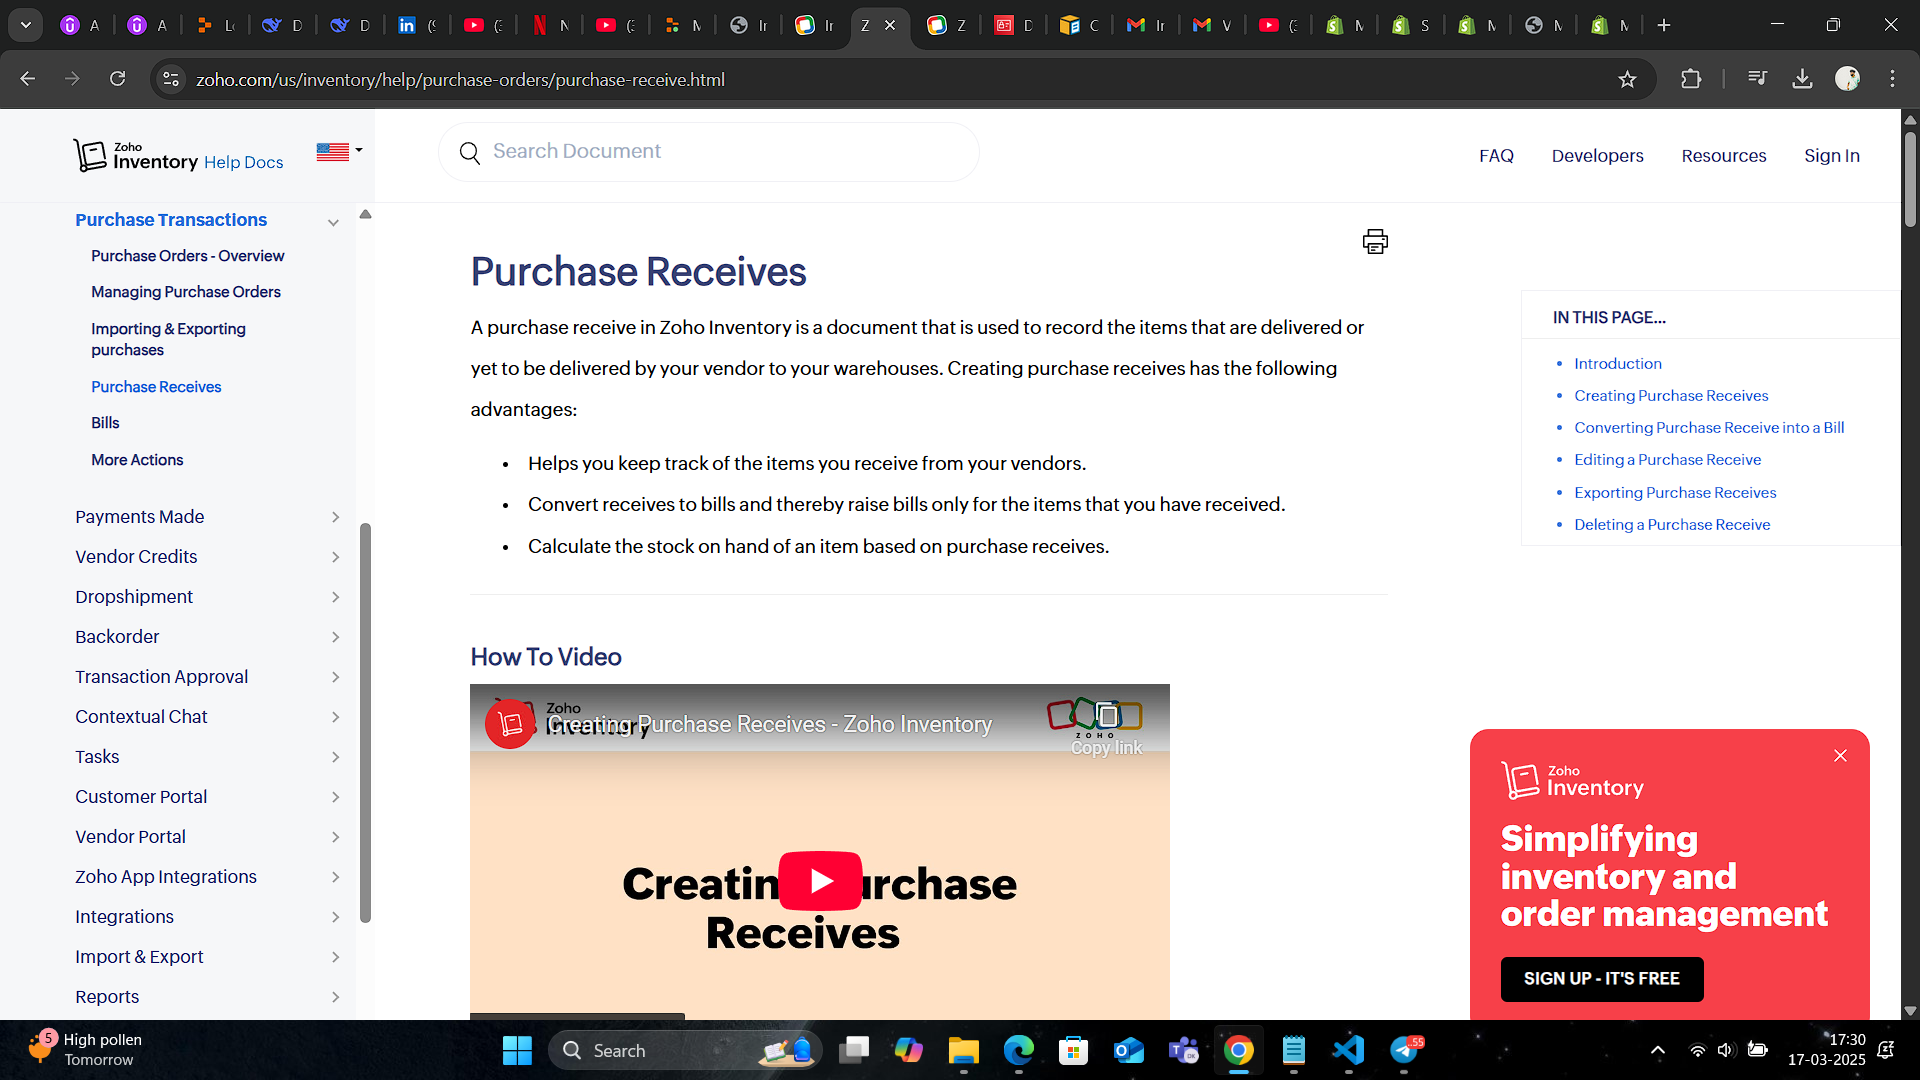 zoho.com/us/inventory/help/purchase-orders/purchase-receive.html
Zoho
Inventory Help Docs
Search Document
FAQ
Developers
Resources
Sign In
Purchase Transactions
Purchase Orders - Overview
Managing Purchase Orders
Importing & Exporting
purchases
Purchase Receives
Bills
More Actions
Payments Made
Vendor Credits
Dropshipment
Backorder
Transaction Approval
Contextual Chat
Tasks
Customer Portal
Vendor Portal
Zoho App Integrations
Integrations
Import & Export
Reports
Purchase Receives
A purchase receive in Zoho Inventory is a document that is used to record the items that are delivered or
yet to be delivered by your vendor to your warehouses. Creating purchase receives has the following
advantages:
Helps you keep track of the items you receive from your vendors.
Convert receives to bills and thereby raise bills only for the items that you have received.
Calculate the stock on hand of an item based on purchase receives.
How To Video
Zoho
Inventory
Creating Purchase Receives - Zoho Inventory
ZOHO
Copy link
Creating Purchase
Receives
IN THIS PAGE...
Introduction
Creating Purchase Receives
Converting Purchase Receive into a Bill
Editing a Purchase Receive
Exporting Purchase Receives
Deleting a Purchase Receive
Zoho
Inventory
Simplifying
inventory and
order management
SIGN UP - IT'S FREE
5
High pollen
Tomorrow
Search
55
17:30
17-03-2025